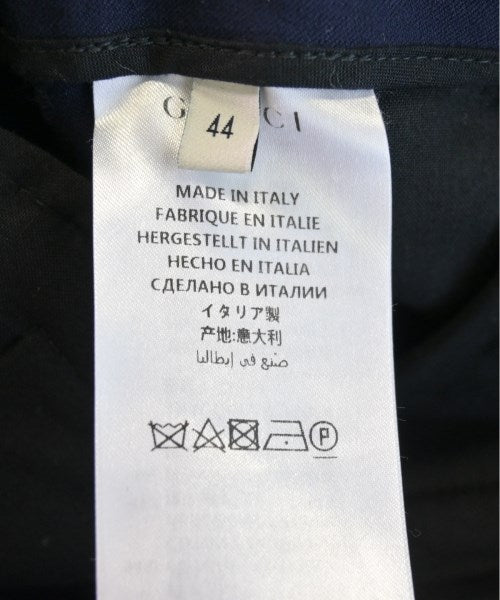 G CI
44
MADE IN ITALY
FABRIQUE EN ITALIE
HERGESTELLT IN ITALIEN
HECHO EN ITALIA
СДЕЛАНО В ИТАЛИИ
イタリア製
产地:意大利
صنع في إيطاليا
P